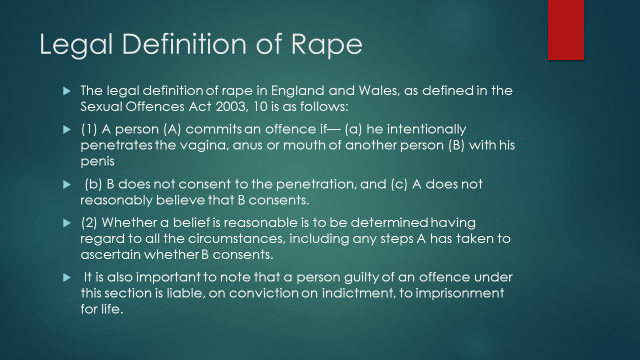 Legal Definition of Rape
The legal definition of rape in England and Wales, as defined in the
Sexual Offences Act 2003, 10 is as follows:
(1) A person (A) commits an offence if— (a) he intentionally
penetrates the vagina, anus or mouth of another person (B) with his
penis
(b) B does not consent to the penetration, and (c) A does not
reasonably believe that B consents.
(2) Whether a belief is reasonable is to be determined having
regard to all the circumstances, including any steps A has taken to
ascertain whether B consents.
It is also important to note that a person guilty of an offence under
this section is liable, on conviction on indictment, to imprisonment
for life.